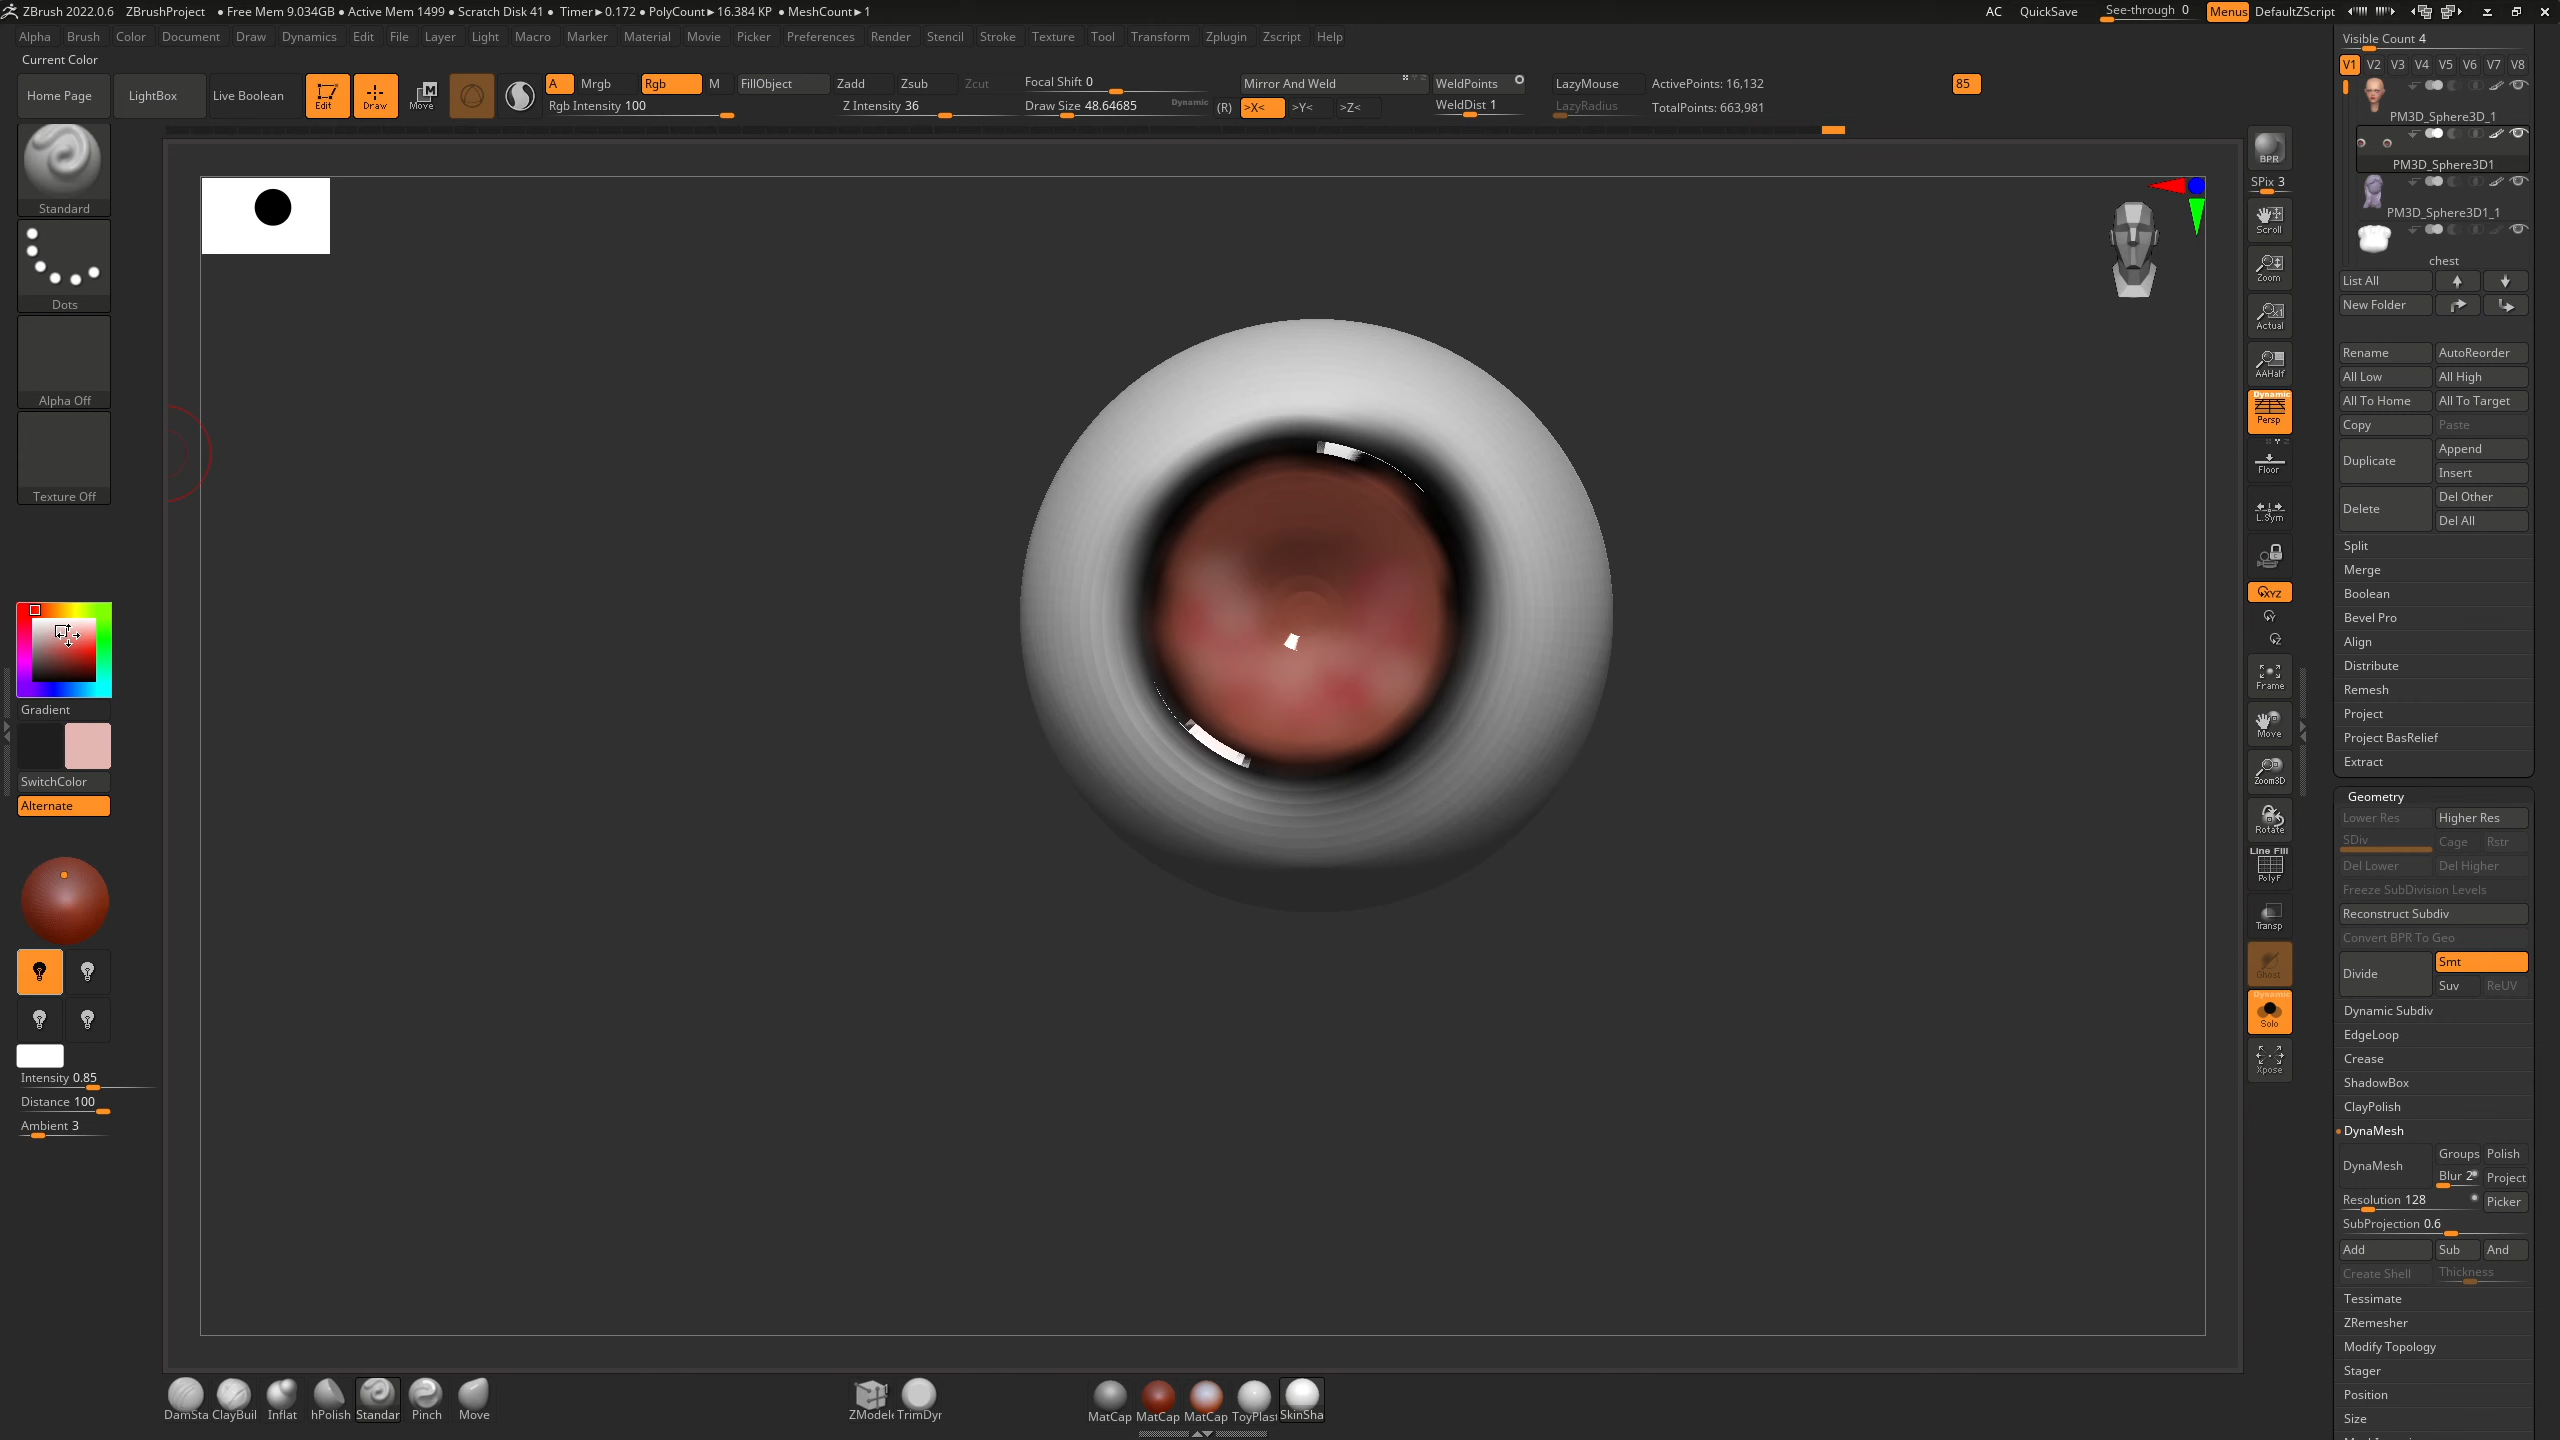 ZBrush 2022.0.6 ZBrushProject • Free Mem 9.034GB • Active Mem 1499 • Scratch Disk 41 • Timer►0.172 • PolyCount►16.384 KP • MeshCount►1 AC QuickSave See-through 0 Menus DefaultZScript
Alpha Brush Color Document Draw Dynamics Edit File Layer Light Macro Marker Material Movie Picker Preferences Render Stencil Stroke Texture Tool Transform Zplugin Zscript Help
Current Color
Home Page LightBox Live Boolean Edit Draw Move
A Mrgb Rgb M FillObject Zadd Zsub Zcut Focal Shift 0 Mirror And Weld WeldPoints LazyMouse ActivePoints: 16,132 85
Rgb Intensity 100 Z Intensity 36 Draw Size 48.64685 Dynamic (R) >X< >Y< >Z< WeldDist 1 LazyRadius TotalPoints: 663,981
Standard
Dots
Alpha Off
Texture Off
Gradient
SwitchColor
Alternate
Intensity 0.85
Distance 100
Ambient 3
DamSta ClayBuil Inflat hPolish Standar Pinch Move
ZModele TrimDyr
MatCap MatCap MatCap ToyPlast SkinSha
BPR
SPix 3
Scroll
Zoom
Actual
AAHalf
Dynamic
Persp
Floor
L.Sym
XYZ
Y
Z
Frame
Move
Zoom3D
Rotate
Line Fill
PolyF
Transp
Ghost
Dynamic
Solo
Xpose
Visible Count 4
V1 V2 V3 V4 V5 V6 V7 V8
PM3D_Sphere3D_1
PM3D_Sphere3D1
PM3D_Sphere3D1_1
chest
List All
New Folder
Rename AutoReorder
All Low All High
All To Home All To Target
Copy Paste
Duplicate Append
Insert
Delete Del Other
Del All
Split
Merge
Boolean
Bevel Pro
Align
Distribute
Remesh
Project
Project BasRelief
Extract
Geometry
Lower Res Higher Res
SDiv Cage Rstr
Del Lower Del Higher
Freeze SubDivision Levels
Reconstruct Subdiv
Convert BPR To Geo
Divide Smt
Suv ReUV
Dynamic Subdiv
EdgeLoop
Crease
ShadowBox
ClayPolish
DynaMesh
DynaMesh Groups Polish
Blur 2 Project
Resolution 128 Picker
SubProjection 0.6
Add Sub And
Create Shell Thickness
Tessimate
ZRemesher
Modify Topology
Stager
Position
Size